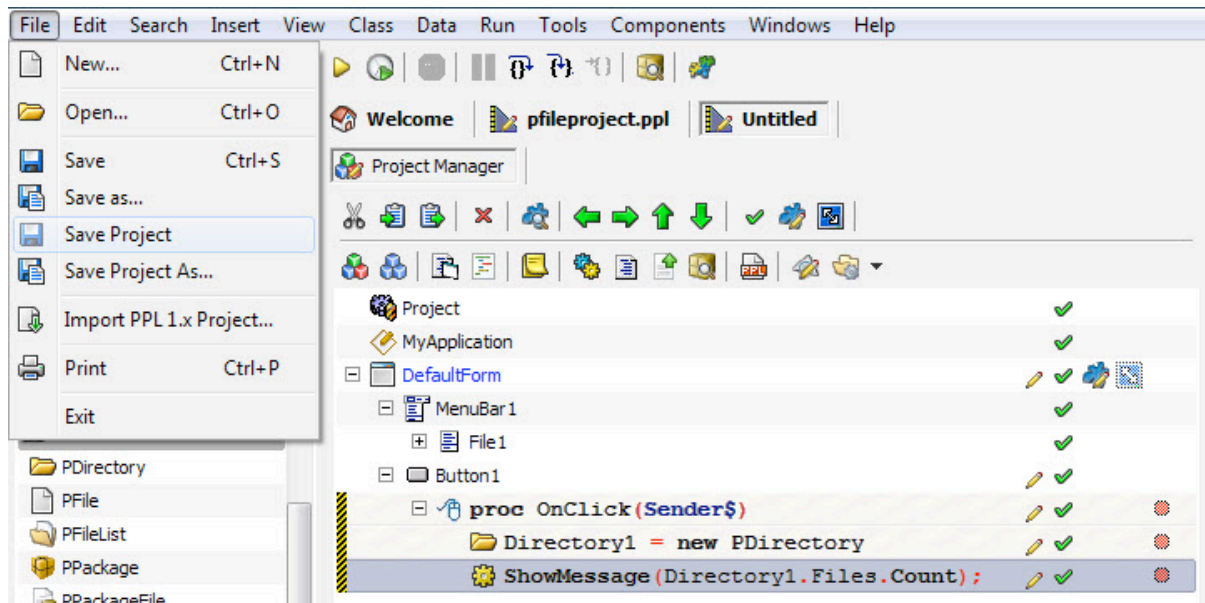 File Edit Search Insert View Class Data Run Tools Components Windows Help
New... Ctrl+N
Open... Ctrl+O
Save Ctrl+S
Save as...
Save Project
Save Project As...
Import PPL 1.x Project...
Print Ctrl+P
Exit
PDirectory
PFile
PFileList
PPackage
PPackageFile
Welcome pfileproject.ppl Untitled
Project Manager
PPL
Project
MyApplication
DefaultForm
MenuBar1
File1
Button1
proc OnClick(Sender$)
Directory1 = new PDirectory
ShowMessage(Directory1.Files.Count);